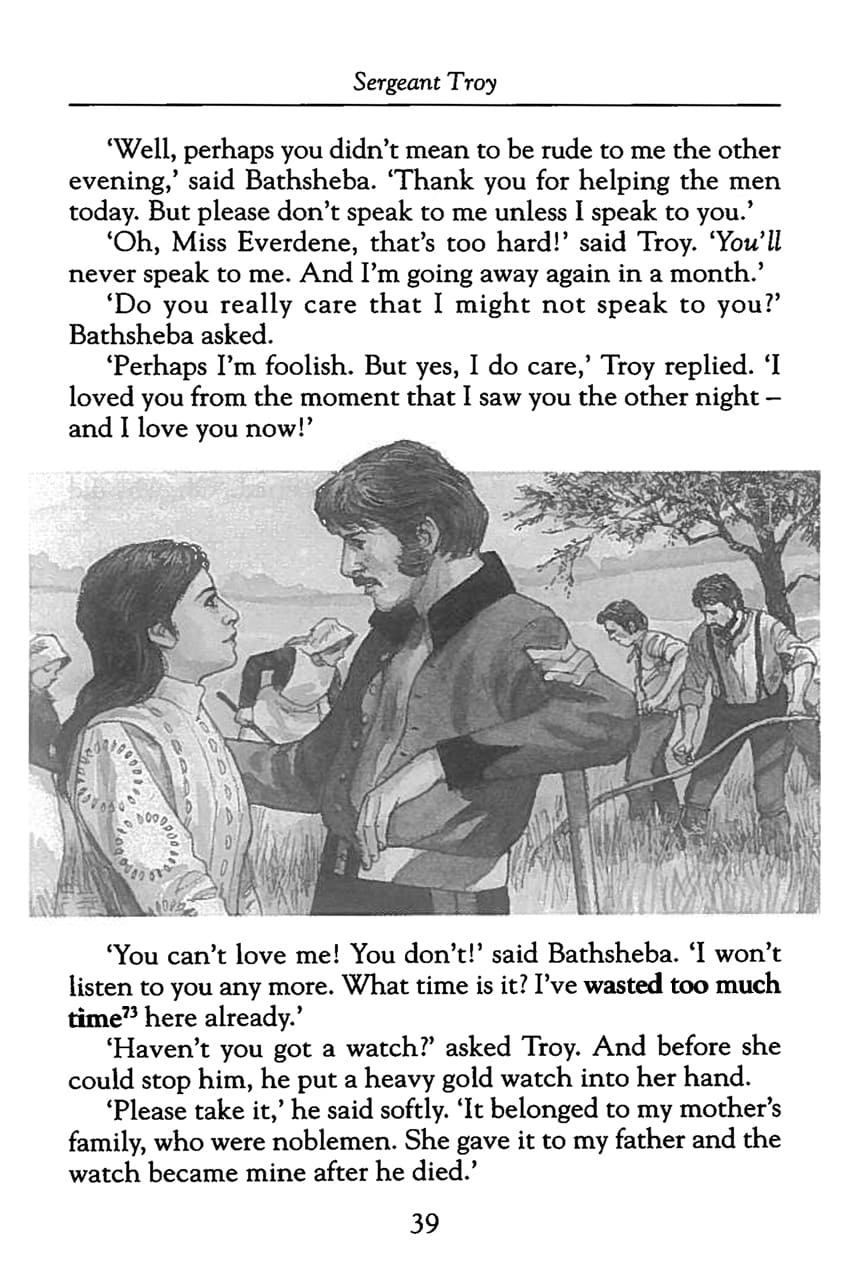 Sergeant Troy
‘Well, perhaps you didn’t mean to be rude to me the other
evening,’ said Bathsheba. ‘Thank you for helping the men
today. But please don’t speak to me unless I speak to you.’
‘Oh, Miss Everdene, that’s too hard!’ said Troy. ‘You’ll
never speak to me. And I’m going away again in a month.’
‘Do you really care that I might not speak to you?’
Bathsheba asked.
‘Perhaps I’m foolish. But yes, I do care,’ Troy replied. ‘I
loved you from the moment that I saw you the other night –
and I love you now!’
‘You can’t love me! You don’t!’ said Bathsheba. ‘I won’t
listen to you any more. What time is it? I’ve wasted too much
time⁷³ here already.’
‘Haven’t you got a watch?’ asked Troy. And before she
could stop him, he put a heavy gold watch into her hand.
‘Please take it,’ he said softly. ‘It belonged to my mother’s
family, who were noblemen. She gave it to my father and the
watch became mine after he died.’
39